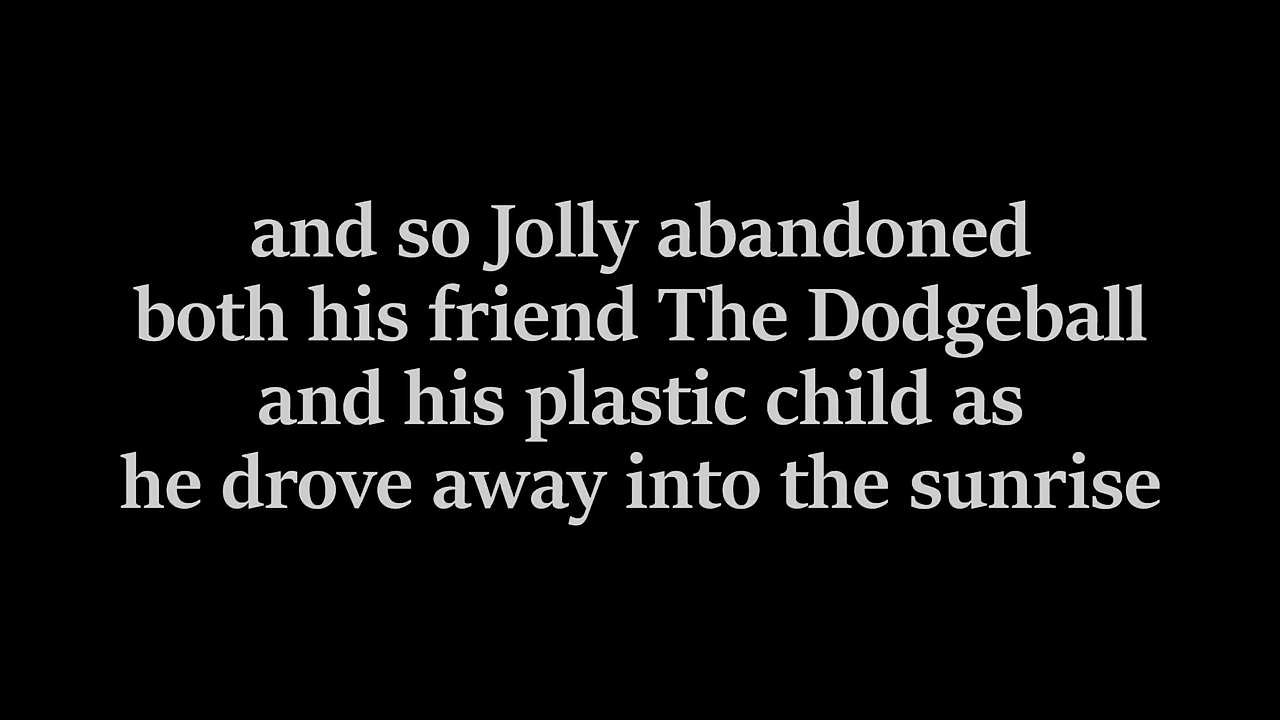 and so Jolly abandoned
both his friend The Dodgeball
and his plastic child as
he drove away into the sunrise